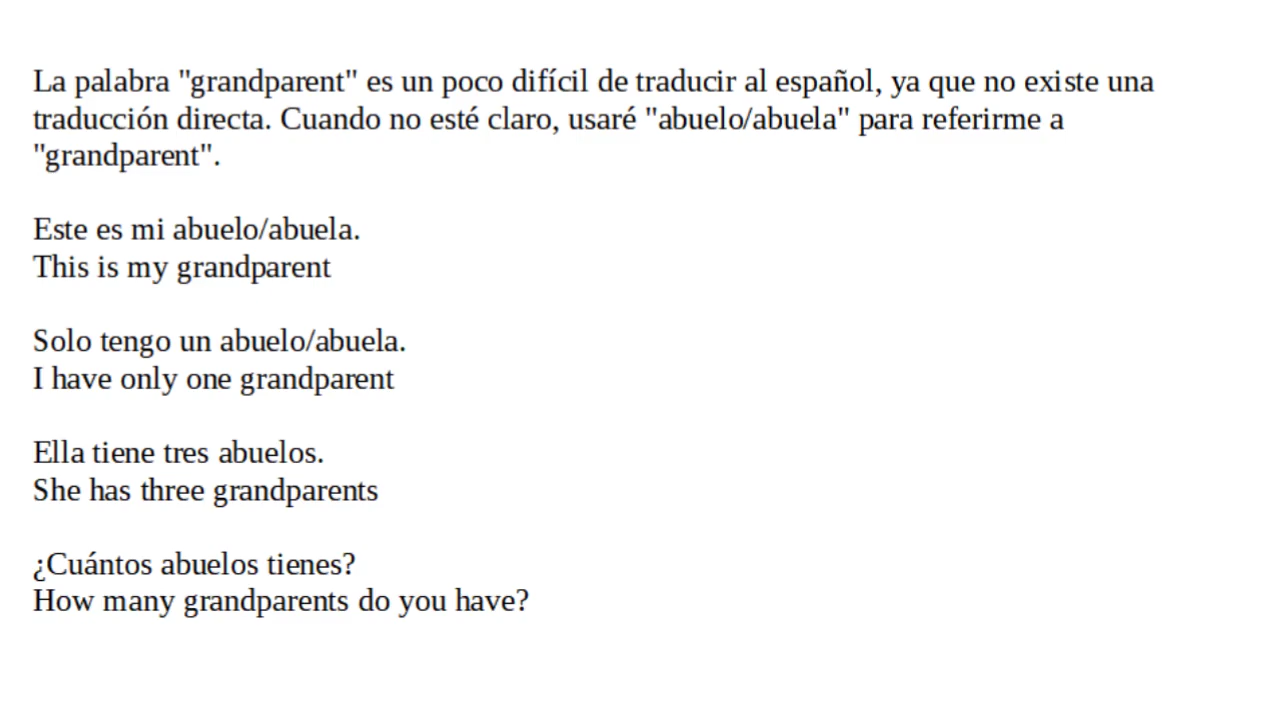 La palabra "grandparent" es un poco difícil de traducir al español, ya que no existe una
traducción directa. Cuando no esté claro, usaré "abuelo/abuela" para referirme a
"grandparent".
Este es mi abuelo/abuela.
This is my grandparent
Solo tengo un abuelo/abuela.
I have only one grandparent
Ella tiene tres abuelos.
She has three grandparents
¿Cuántos abuelos tienes?
How many grandparents do you have?